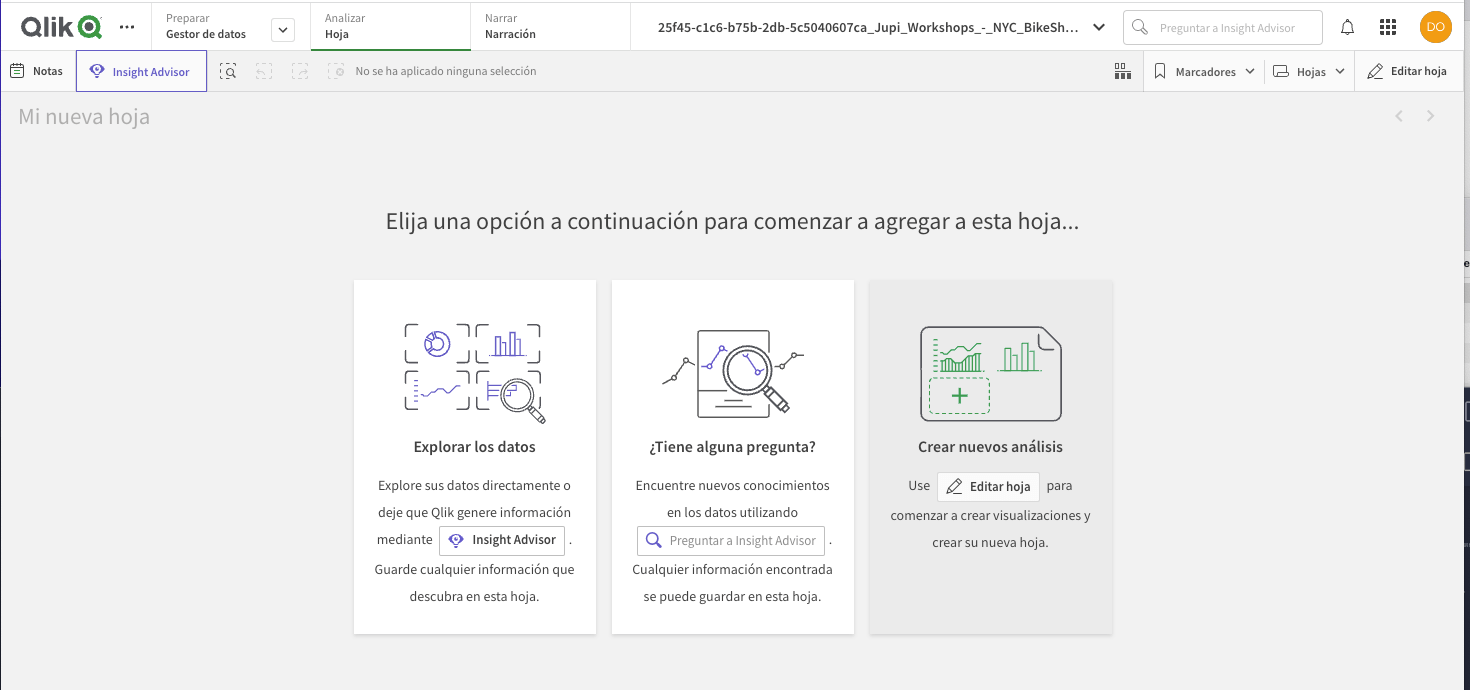 Qlik
Preparar
Gestor de datos
Analizar
Hoja
Narrar
Narración
25f45-c1c6-b75b-2db-5c5040607ca_Jupi_Workshops_-_NYC_BikeSh...
Preguntar a Insight Advisor
DO
Notas
Insight Advisor
No se ha aplicado ninguna selección
Marcadores
Hojas
Editar hoja
Mi nueva hoja
Elija una opción a continuación para comenzar a agregar a esta hoja...
Explorar los datos
Explore sus datos directamente o
deje que Qlik genere información
mediante Insight Advisor .
Guarde cualquier información que
descubra en esta hoja.
¿Tiene alguna pregunta?
Encuentre nuevos conocimientos
en los datos utilizando
Preguntar a Insight Advisor .
Cualquier información encontrada
se puede guardar en esta hoja.
Crear nuevos análisis
Use Editar hoja para
comenzar a crear visualizaciones y
crear su nueva hoja.